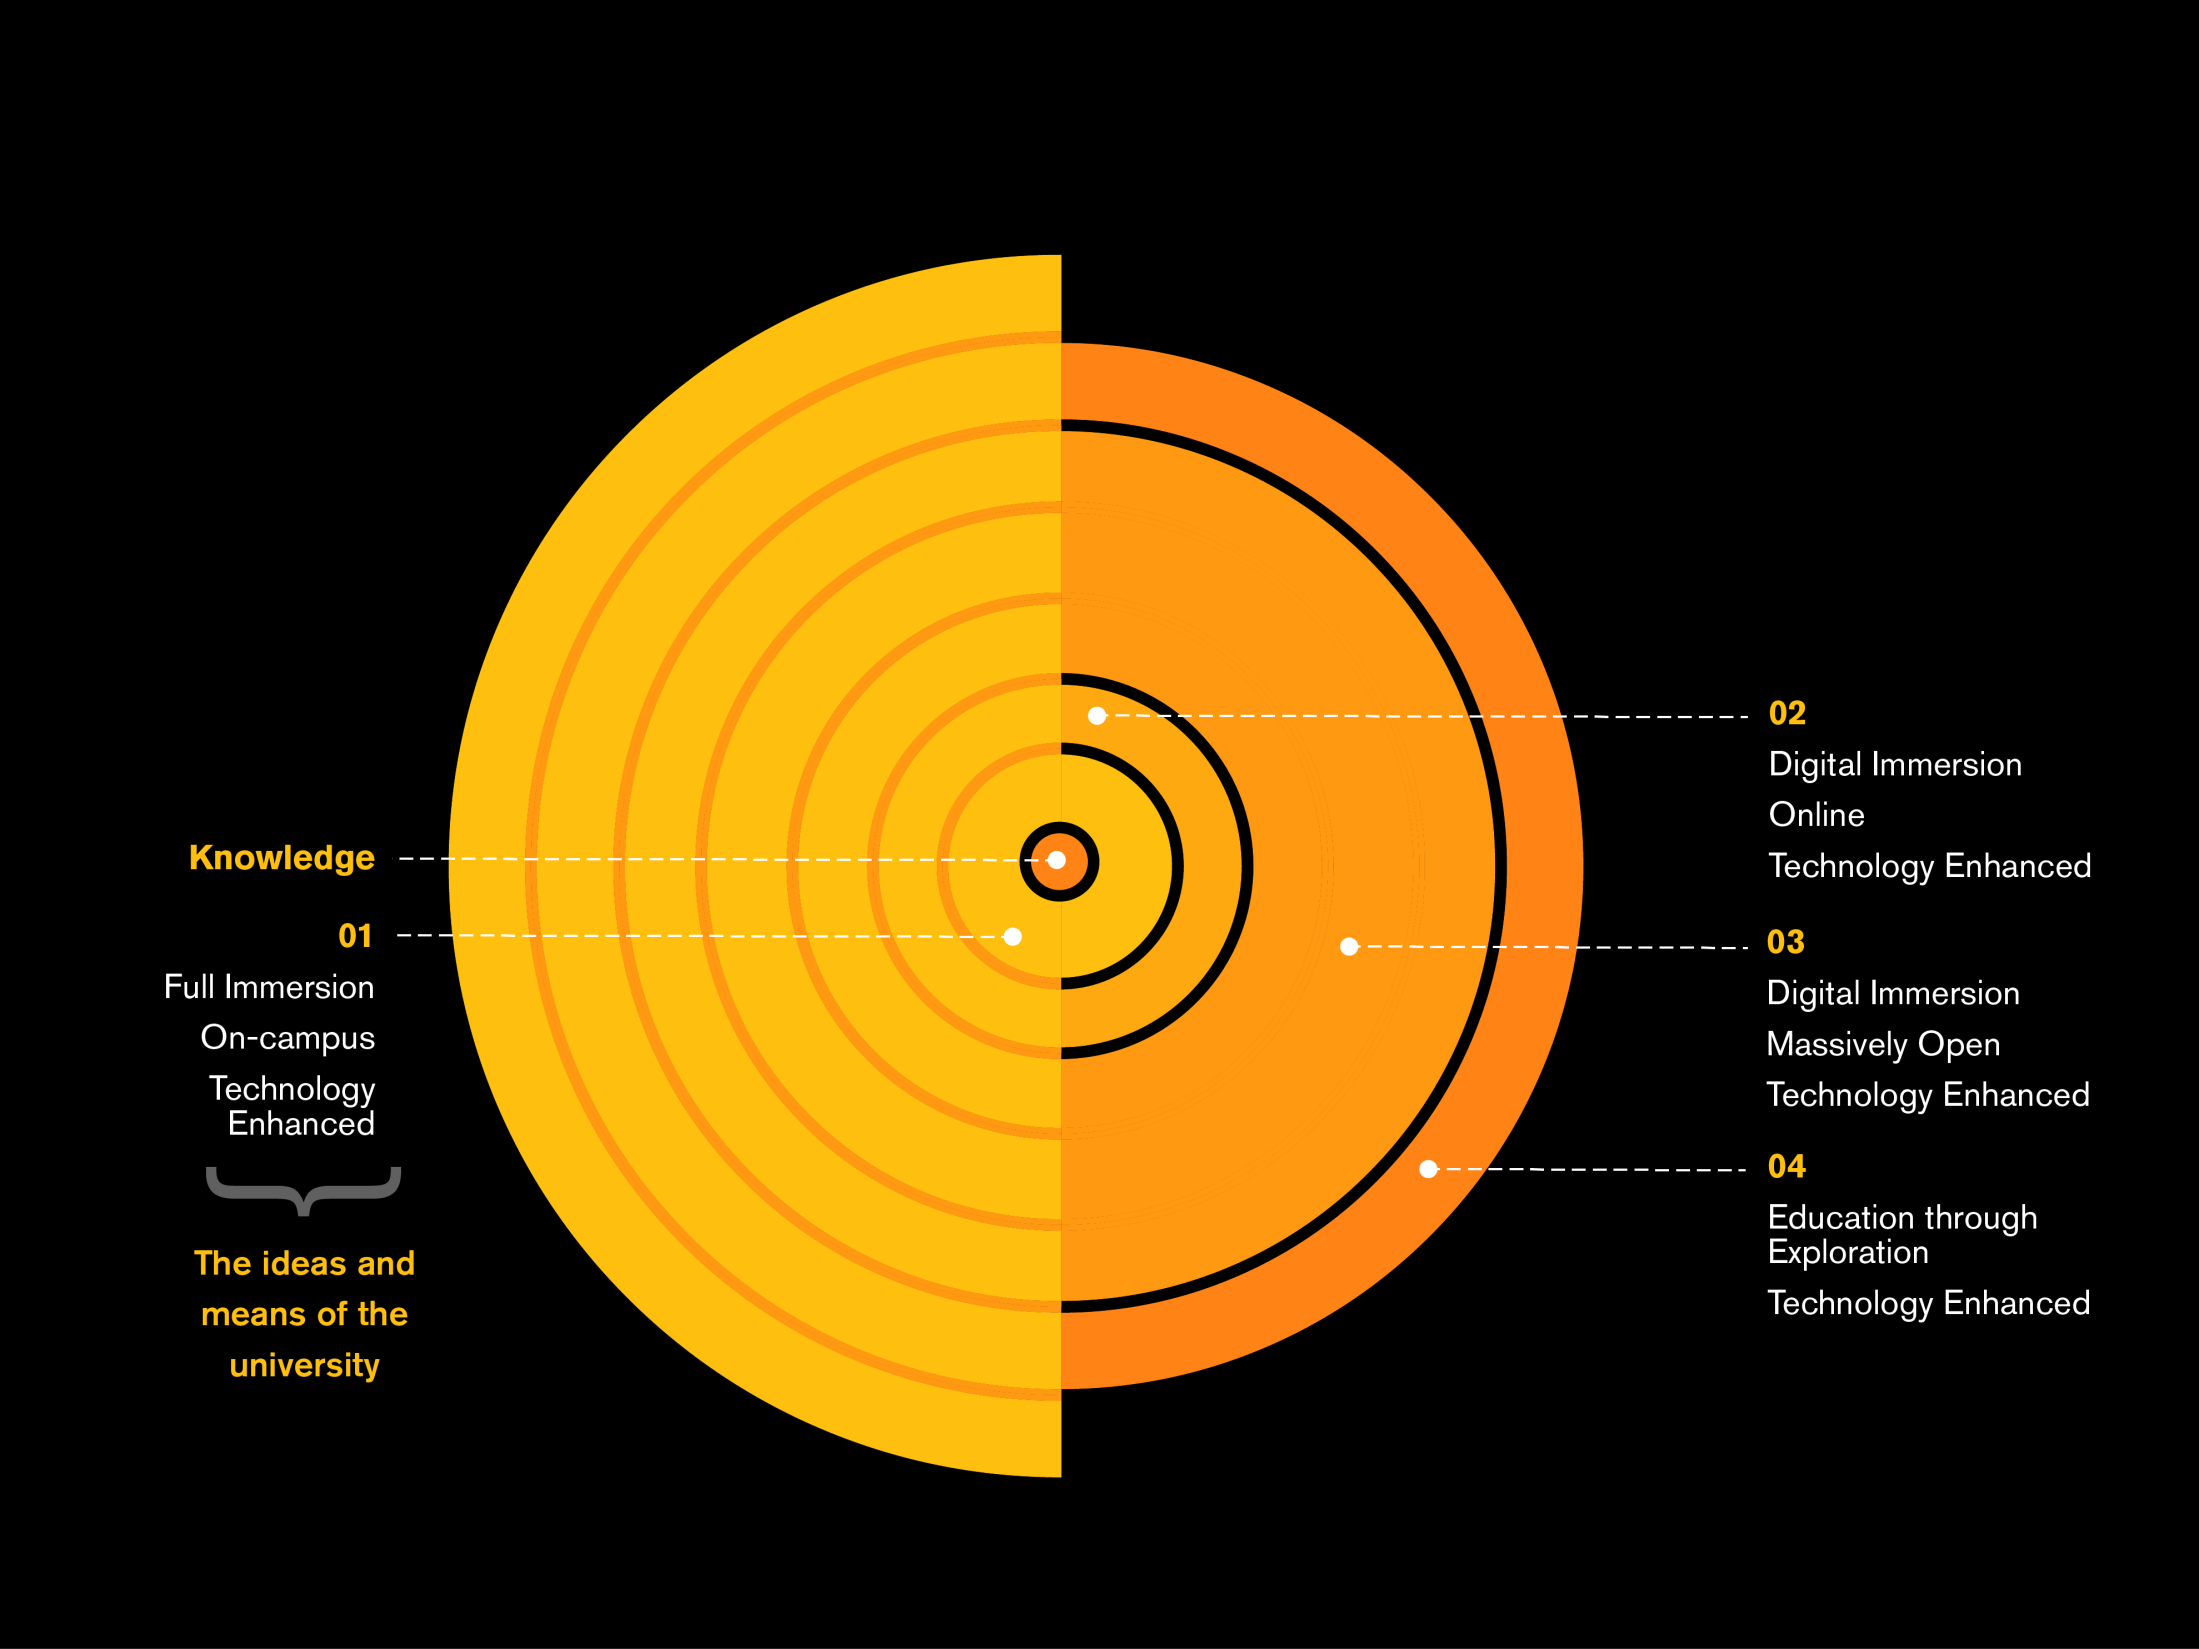 Knowledge
01
Full Immersion
On-campus
Technology
Enhanced
The ideas and
means of the
university
02
Digital Immersion
Online
Technology Enhanced
03
Digital Immersion
Massively Open
Technology Enhanced
04
Education through
Exploration
Technology Enhanced